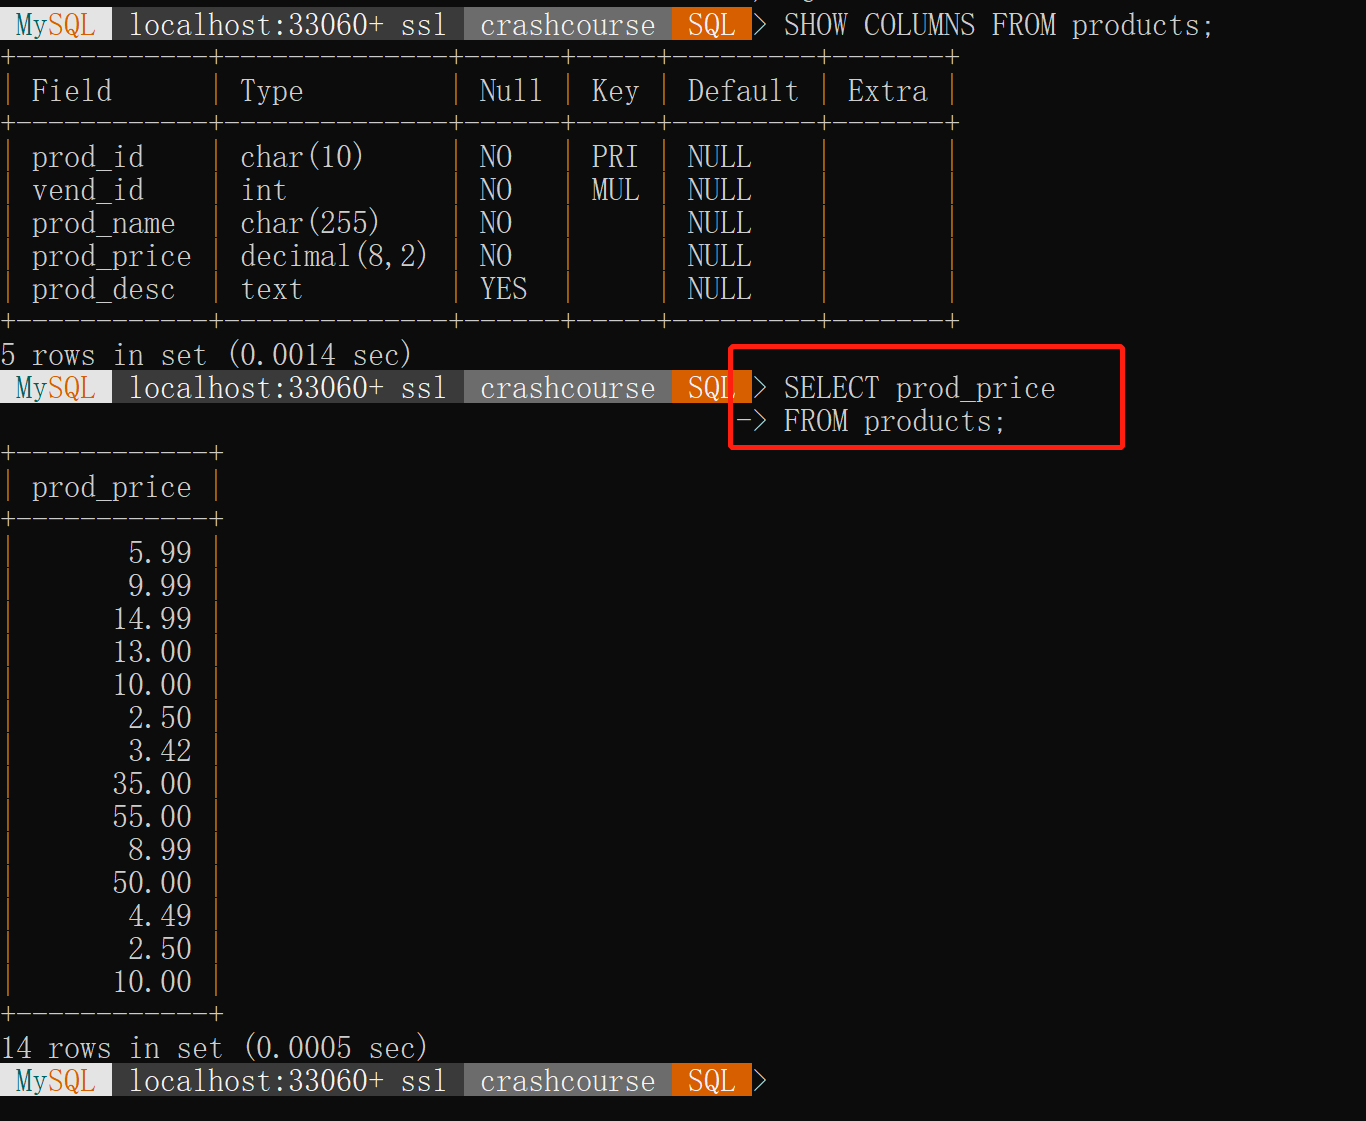 MySQL localhost:33060+ ssl crashcourse SQL > SHOW COLUMNS FROM products;
+------------+--------------+------+-----+---------+-------+
| Field | Type | Null | Key | Default | Extra |
+------------+--------------+------+-----+---------+-------+
| prod_id | char(10) | NO | PRI | NULL | |
| vend_id | int | NO | MUL | NULL | |
| prod_name | char(255) | NO | | NULL | |
| prod_price | decimal(8,2) | NO | | NULL | |
| prod_desc | text | YES | | NULL | |
+------------+--------------+------+-----+---------+-------+
5 rows in set (0.0014 sec)
MySQL localhost:33060+ ssl crashcourse SQL > SELECT prod_price
-> FROM products;
+------------+
| prod_price |
+------------+
| 5.99 |
| 9.99 |
| 14.99 |
| 13.00 |
| 10.00 |
| 2.50 |
| 3.42 |
| 35.00 |
| 55.00 |
| 8.99 |
| 50.00 |
| 4.49 |
| 2.50 |
| 10.00 |
+------------+
14 rows in set (0.0005 sec)
MySQL localhost:33060+ ssl crashcourse SQL >